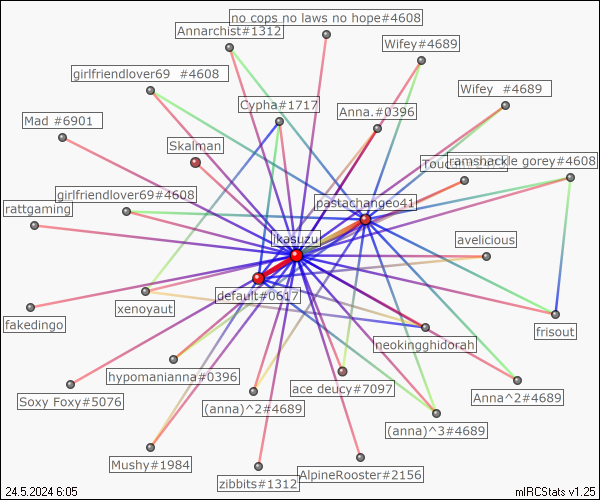 no cops no laws no hope#4608
Annarchist#1312
Wifey#4689
girlfriendlover69  #4608
Wifey  #4689
Cypha#1717
Anna.#0396
Mad #6901
Skalman
gorey#4608
girlfriendlover69#4608
pastachangeo41
rattgaming
ikasuzu
avelicious
default#0617
xenoyaut
fakedingo
frisout
neokingghidorah
hypomanianna#0396
ace deucy#7097
Soxy Foxy#5076
Anna^2#4689
(anna)^2#4689
(anna)^3#4689
Mushy#1984
AlpineRooster#2156
zibbits#1312
24.5.2024 6:05
mIRCStats v1.25